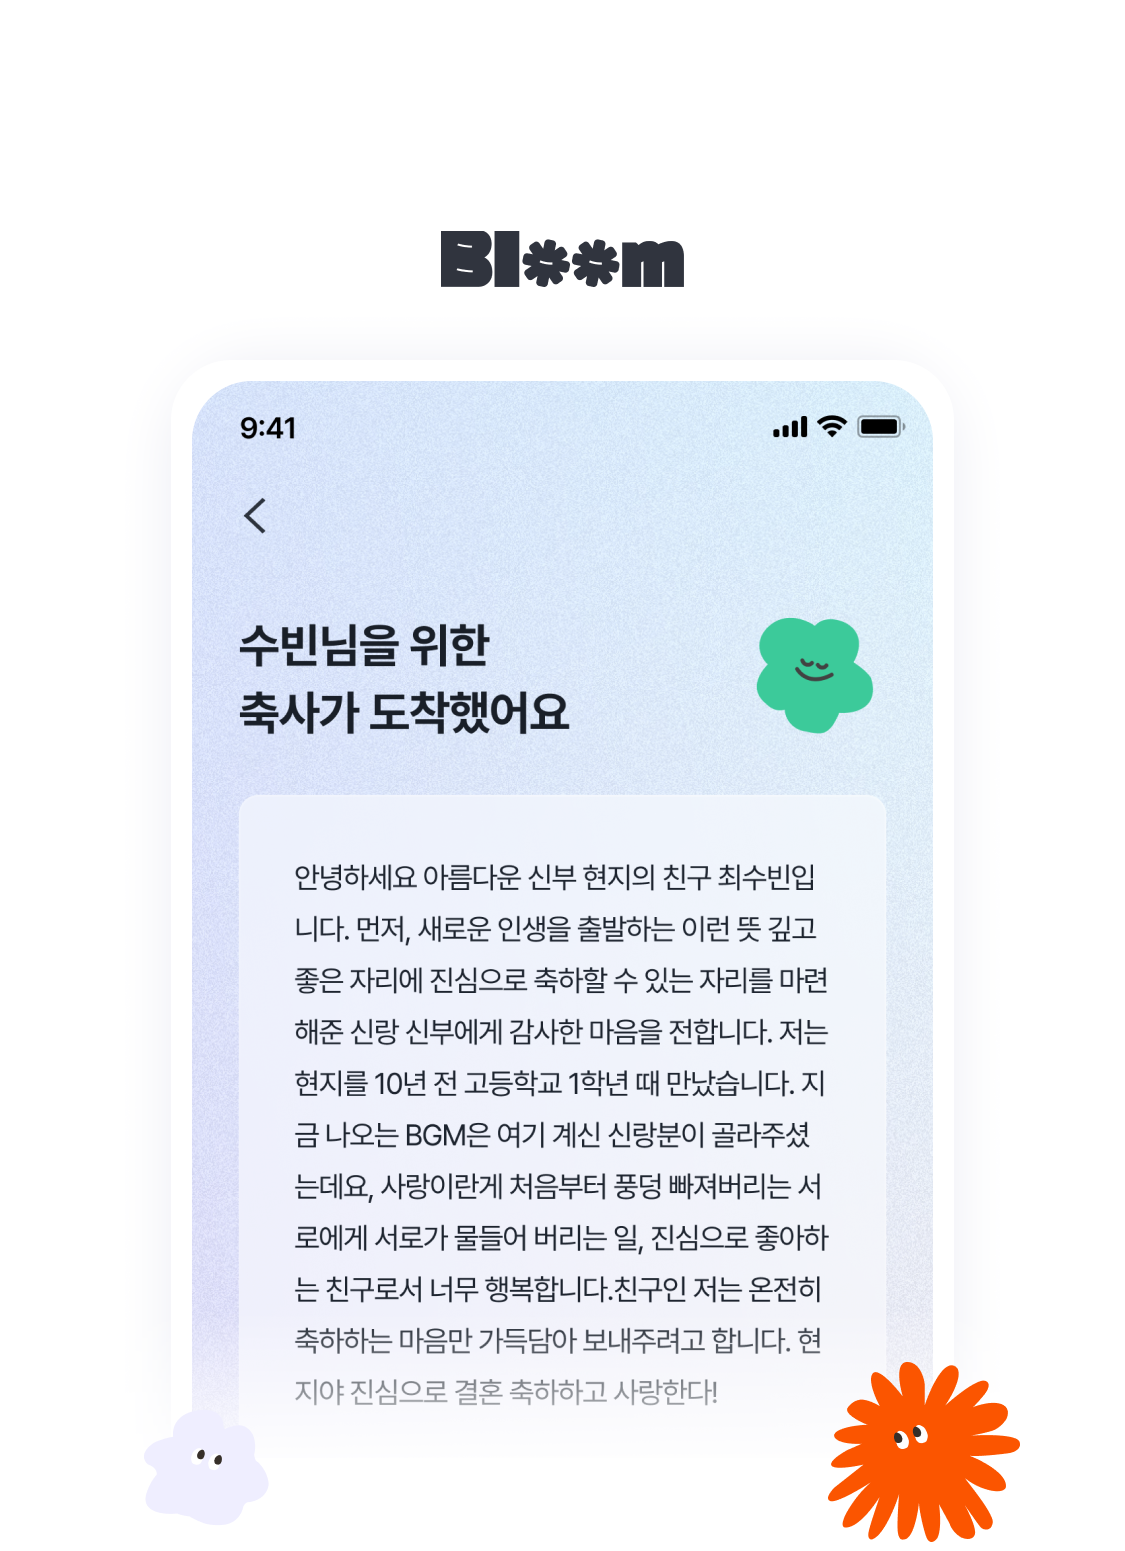 Bloom
9:41
수빈님을 위한
축사가 도착했어요
안녕하세요 아름다운 신부 현지의 친구 최수빈입
니다. 먼저, 새로운 인생을 출발하는 이런 뜻 깊고
좋은 자리에 진심으로 축하할 수 있는 자리를 마련
해준 신랑 신부에게 감사한 마음을 전합니다. 저는
현지를 10년 전 고등학교 1학년 때 만났습니다. 지
금 나오는 BGM은 여기 계신 신랑분이 골라주셨
는데요, 사랑이란게 처음부터 풍덩 빠져버리는 서
로에게 서로가 물들어 버리는 일, 진심으로 좋아하
는 친구로서 너무 행복합니다.친구인 저는 온전히
축하하는 마음만 가득담아 보내주려고 합니다. 현
지야 진심으로 결혼 축하하고 사랑한다!